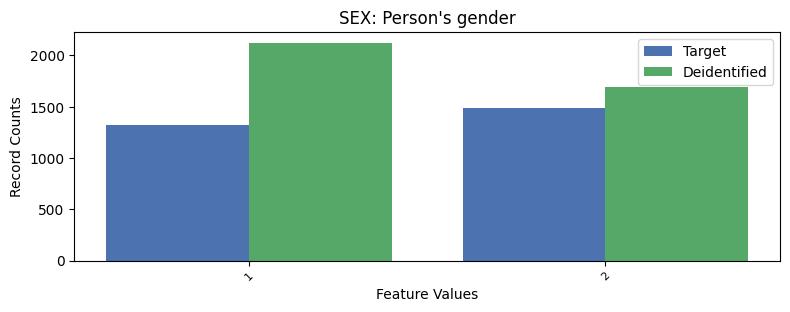 SEX: Person's gender
Target
Deidentified
Record Counts
2000
1500
1000
500
0
1
2
Feature Values